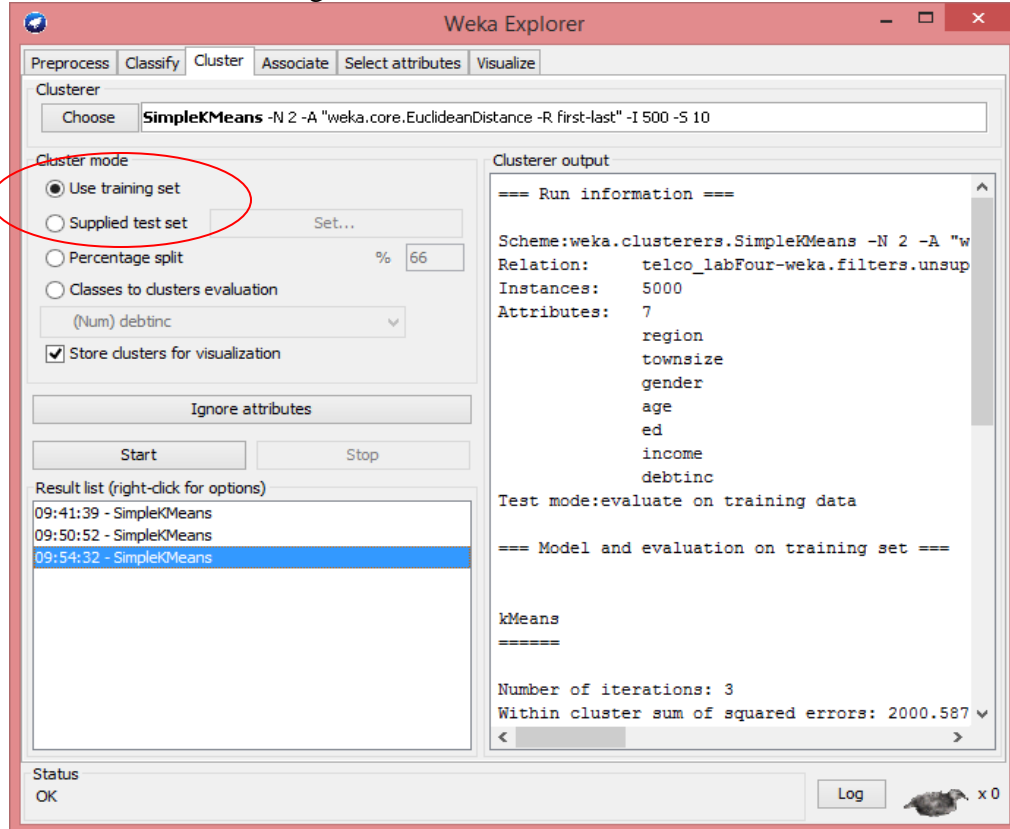 Weka Explorer
Preprocess Classify Cluster Associate Select attributes Visualize
Clusterer
Choose SimpleKMeans -N 2 -A "weka.core.EuclideanDistance -R first-last" -I 500 -S 10
Cluster mode
Use training set
Supplied test set Set...
Percentage split % 66
Classes to clusters evaluation
(Num) debtinc
Store clusters for visualization
Ignore attributes
Start Stop
Result list (right-click for options)
09:41:39 - SimpleKMeans
09:50:52 - SimpleKMeans
09:54:32 - SimpleKMeans
Clusterer output
=== Run information ===
Scheme:weka.clusterers.SimpleKMeans -N 2 -A "w
Relation: telco_labFour-weka.filters.unsup
Instances: 5000
Attributes: 7
region
townsize
gender
age
ed
income
debtinc
Test mode:evaluate on training data
=== Model and evaluation on training set ===
kMeans
======
Number of iterations: 3
Within cluster sum of squared errors: 2000.587
Status
OK
Log x 0